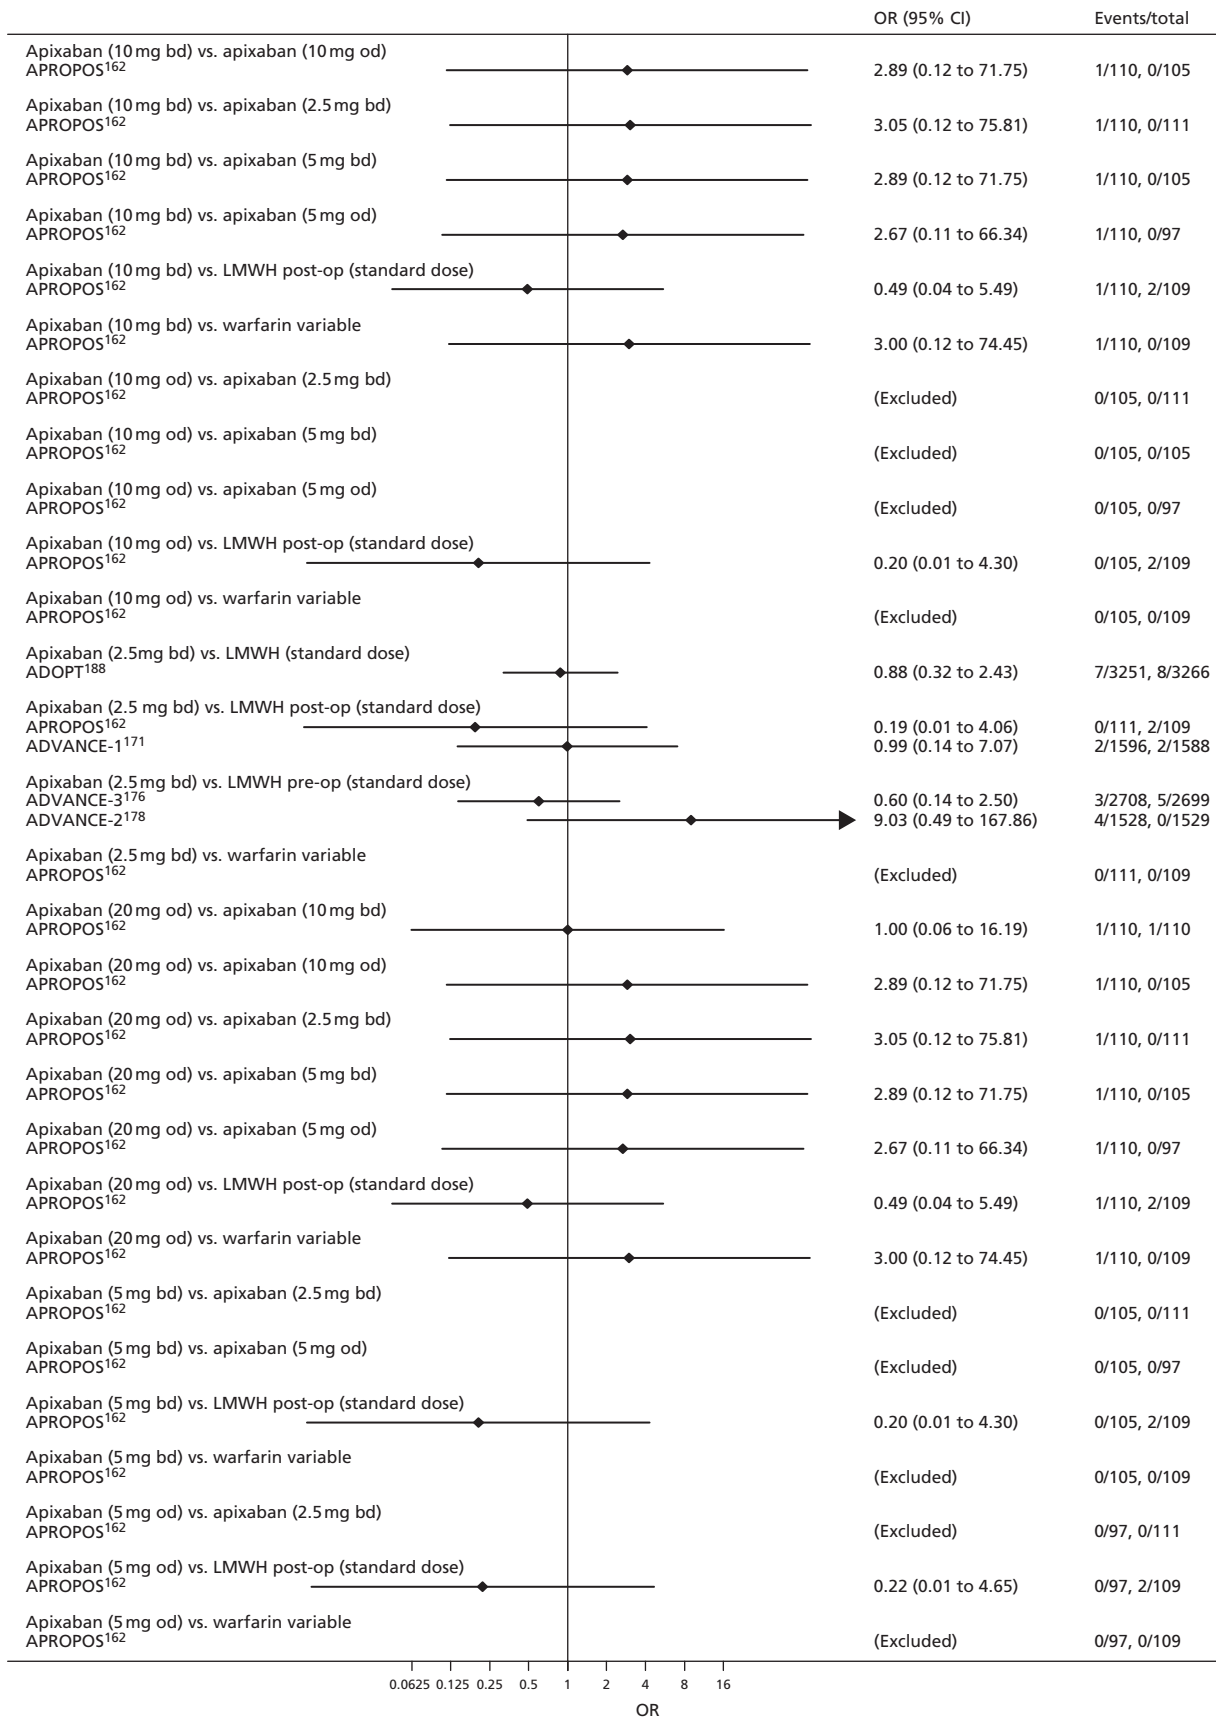 OR (95% CI) Events/total
Apixaban (10 mg bd) vs. apixaban (10 mg od)
APROPOS162 2.89 (0.12 to 71.75) 1/110, 0/105
Apixaban (10 mg bd) vs. apixaban (2.5 mg bd)
APROPOS162 3.05 (0.12 to 75.81) 1/110, 0/111
Apixaban (10 mg bd) vs. apixaban (5 mg bd)
APROPOS162 2.89 (0.12 to 71.75) 1/110, 0/105
Apixaban (10 mg bd) vs. apixaban (5 mg od)
APROPOS162 2.67 (0.11 to 66.34) 1/110, 0/97
Apixaban (10 mg bd) vs. LMWH post-op (standard dose)
APROPOS162 0.49 (0.04 to 5.49) 1/110, 2/109
Apixaban (10 mg bd) vs. warfarin variable
APROPOS162 3.00 (0.12 to 74.45) 1/110, 0/109
Apixaban (10 mg od) vs. apixaban (2.5 mg bd)
APROPOS162 (Excluded) 0/105, 0/111
Apixaban (10 mg od) vs. apixaban (5 mg bd)
APROPOS162 (Excluded) 0/105, 0/105
Apixaban (10 mg od) vs. apixaban (5 mg od)
APROPOS162 (Excluded) 0/105, 0/97
Apixaban (10 mg od) vs. LMWH post-op (standard dose)
APROPOS162 0.20 (0.01 to 4.30) 0/105, 2/109
Apixaban (10 mg od) vs. warfarin variable
APROPOS162 (Excluded) 0/105, 0/109
Apixaban (2.5mg bd) vs. LMWH (standard dose)
ADOPT188 0.88 (0.32 to 2.43) 7/3251, 8/3266
Apixaban (2.5 mg bd) vs. LMWH post-op (standard dose)
APROPOS162 0.19 (0.01 to 4.06) 0/111, 2/109
ADVANCE-1171 0.99 (0.14 to 7.07) 2/1596, 2/1588
Apixaban (2.5 mg bd) vs. LMWH pre-op (standard dose)
ADVANCE-3176 0.60 (0.14 to 2.50) 3/2708, 5/2699
ADVANCE-2178 9.03 (0.49 to 167.86) 4/1528, 0/1529
Apixaban (2.5 mg bd) vs. warfarin variable
APROPOS162 (Excluded) 0/111, 0/109
Apixaban (20 mg od) vs. apixaban (10 mg bd)
APROPOS162 1.00 (0.06 to 16.19) 1/110, 1/110
Apixaban (20 mg od) vs. apixaban (10 mg od)
APROPOS162 2.89 (0.12 to 71.75) 1/110, 0/105
Apixaban (20 mg od) vs. apixaban (2.5 mg bd)
APROPOS162 3.05 (0.12 to 75.81) 1/110, 0/111
Apixaban (20 mg od) vs. apixaban (5 mg bd)
APROPOS162 2.89 (0.12 to 71.75) 1/110, 0/105
Apixaban (20 mg od) vs. apixaban (5 mg od)
APROPOS162 2.67 (0.11 to 66.34) 1/110, 0/97
Apixaban (20 mg od) vs. LMWH post-op (standard dose)
APROPOS162 0.49 (0.04 to 5.49) 1/110, 2/109
Apixaban (20 mg od) vs. warfarin variable
APROPOS162 3.00 (0.12 to 74.45) 1/110, 0/109
Apixaban (5 mg bd) vs. apixaban (2.5 mg bd)
APROPOS162 (Excluded) 0/105, 0/111
Apixaban (5 mg bd) vs. apixaban (5 mg od)
APROPOS162 (Excluded) 0/105, 0/97
Apixaban (5 mg bd) vs. LMWH post-op (standard dose)
APROPOS162 0.20 (0.01 to 4.30) 0/105, 2/109
Apixaban (5 mg bd) vs. warfarin variable
APROPOS162 (Excluded) 0/105, 0/109
Apixaban (5 mg od) vs. apixaban (2.5 mg bd)
APROPOS162 (Excluded) 0/97, 0/111
Apixaban (5 mg od) vs. LMWH post-op (standard dose)
APROPOS162 0.22 (0.01 to 4.65) 0/97, 2/109
Apixaban (5 mg od) vs. warfarin variable
APROPOS162 (Excluded) 0/97, 0/109
0.0625 0.125 0.25 0.5 1 2 4 8 16
OR